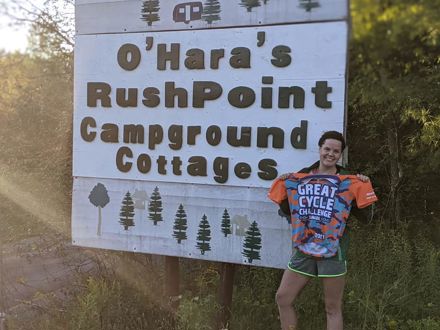 O'Hara's
RushPoint
Campground
Cottages
GREAT
CYCLE
CHALLENGE